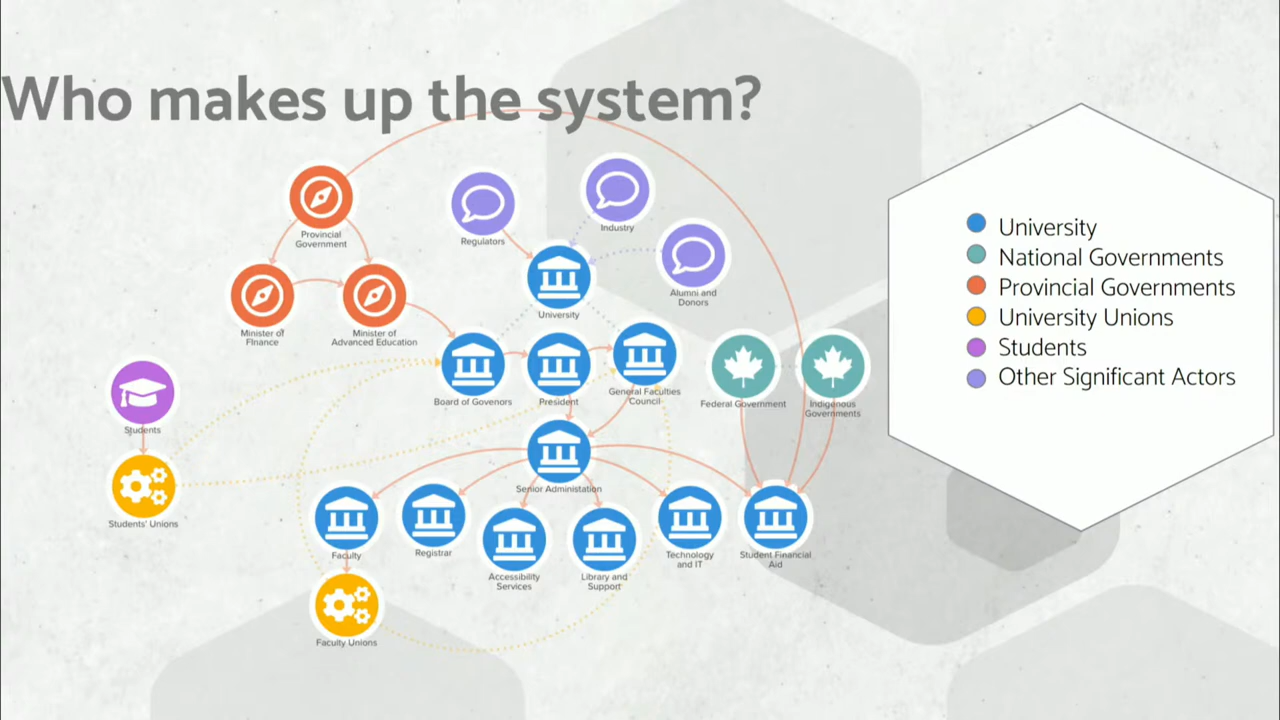 Who makes up the system?
Provincial
Government
Regulators
Industry
Alumni and
Donors
University
Minister of
FInance
Minister of
Advanced Education
Board of Govenors
President
General Faculties
Council
Federal Government
Indigenous
Governments
Students
Students' Unions
Senior Administation
Faculty
Registrar
Accessibility
Services
Library and
Support
Technology
and IT
Student Financial
Aid
Faculty Unions
University
National Governments
Provincial Governments
University Unions
Students
Other Significant Actors